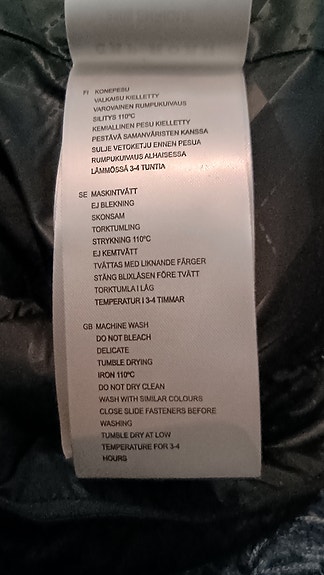 FI KONEPESU
VALKAISU KIELLETTY
VAROVAINEN RUMPUKUIVAUS
SILITYS 110ºC
KEMIALLINEN PESU KIELLETTY
PESTÄVÄ SAMANVÄRISTEN KANSSA
SULJE VETOKETJU ENNEN PESUA
RUMPUKUIVAUS ALHAISESSA
LÄMMÖSSÄ 3-4 TUNTIA
SE MASKINTVÄTT
EJ BLEKNING
SKONSAM
TORKTUMLING
STRYKNING 110ºC
EJ KEMTVÄTT
TVÄTTAS MED LIKNANDE FÄRGER
STÄNG BLIXLÅSEN FÖRE TVÄTT
TORKTUMLA I LÅG
TEMPERATUR I 3-4 TIMMAR
GB MACHINE WASH
DO NOT BLEACH
DELICATE
TUMBLE DRYING
IRON 110ºC
DO NOT DRY CLEAN
WASH WITH SIMILAR COLOURS
CLOSE SLIDE FASTENERS BEFORE
WASHING
TUMBLE DRY AT LOW
TEMPERATURE FOR 3-4
HOURS